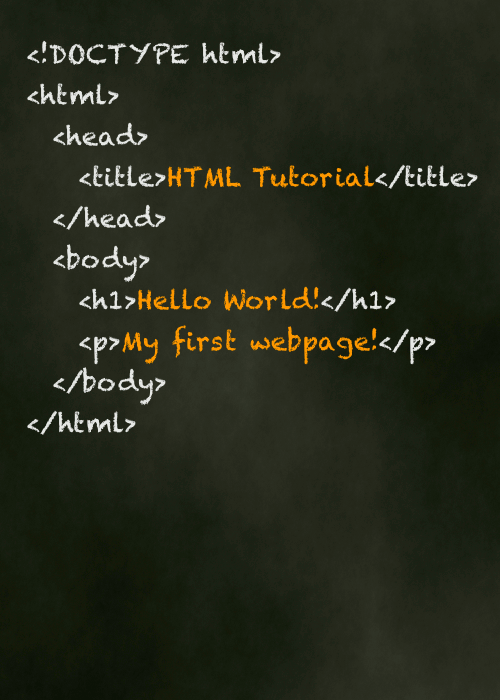 <!DOCTYPE html>
<html>
<head>
<title>HTML Tutorial</title>
</head>
<body>
<h1>Hello World!</h1>
<p>My first webpage!</p>
</body>
</html>